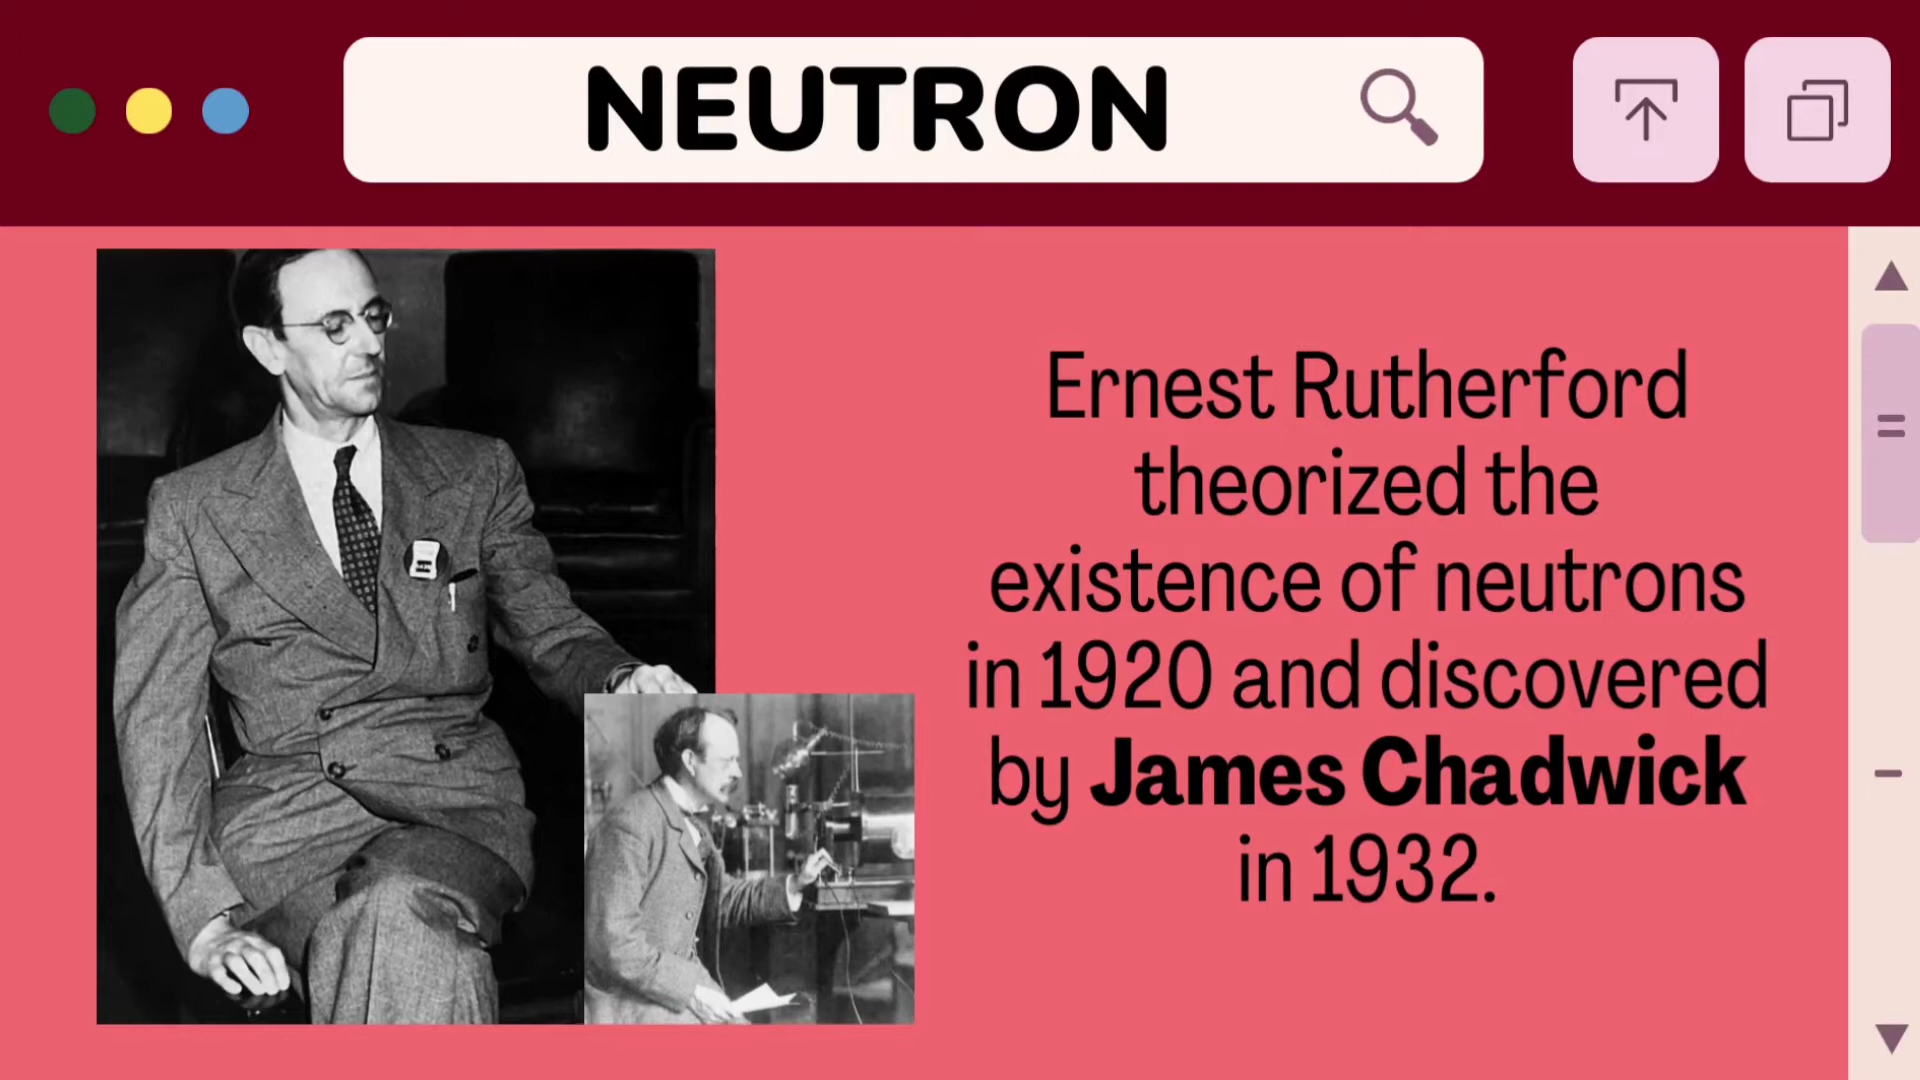 NEUTRON
Ernest Rutherford
theorized the
existence of neutrons
in 1920 and discovered
by James Chadwick
in 1932.